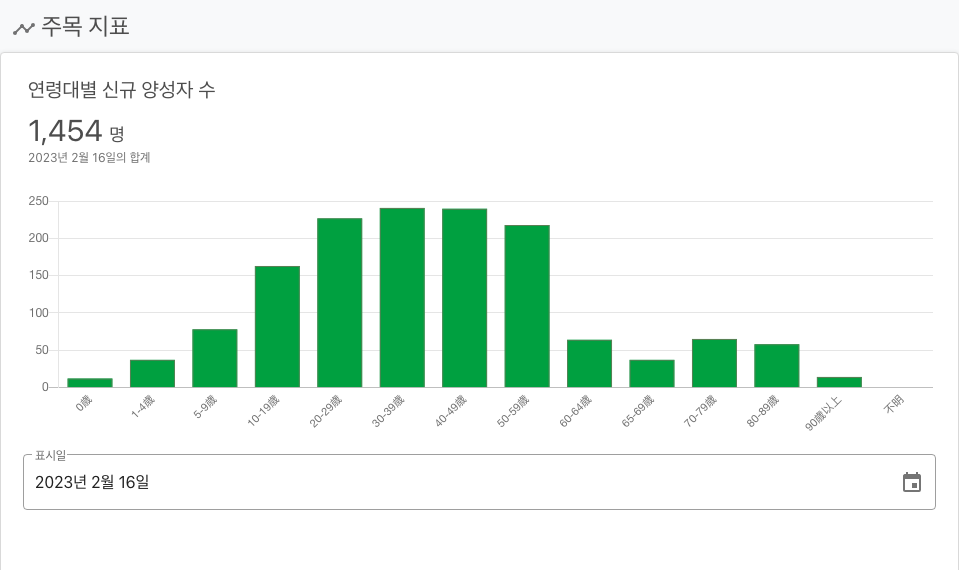 주목 지표
연령대별 신규 양성자 수
1,454 명
2023년 2월 16일의 합계
250
200
150
100
50
0
0歳
1-4歳
5-9歳
10-19歳
20-29歳
30-39歳
40-49歳
50-59歳
60-64歳
65-69歳
70-79歳
80-89歳
90歳以上
不明
표시일
2023년 2월 16일